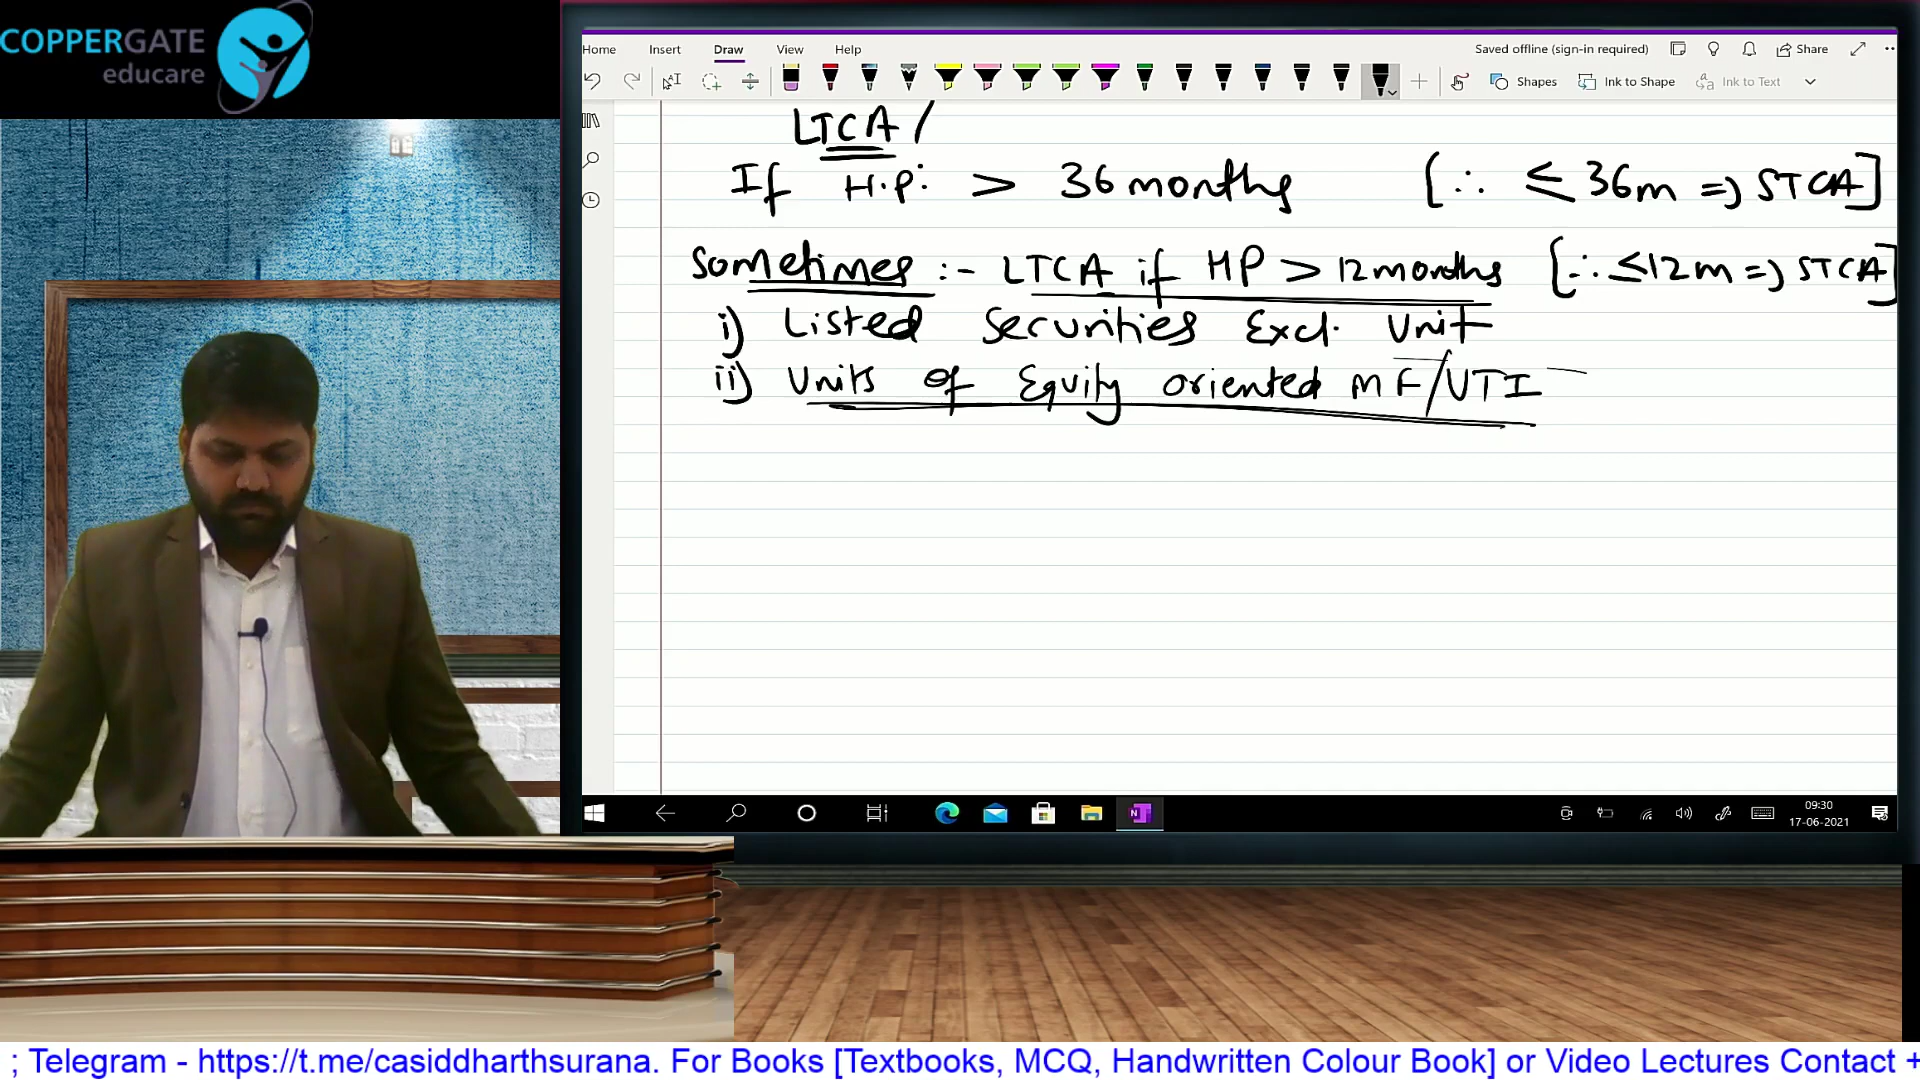 COPPERGATE
educare
Home Insert Draw View Help Saved offline (sign-in required) Share
Shapes Ink to Shape Ink to Text
LTCA /
If H.P. > 36 months [∴ ≤ 36m => STCA]
Sometimes :- LTCA if HP > 12 months [∴ ≤ 12m => STCA]
i) Listed Securities Excl. Unit
ii) Units of Equity oriented MF/UTI
09:30
17-06-2021
; Telegram - https://t.me/casiddharthsurana. For Books [Textbooks, MCQ, Handwritten Colour Book] or Video Lectures Contact +